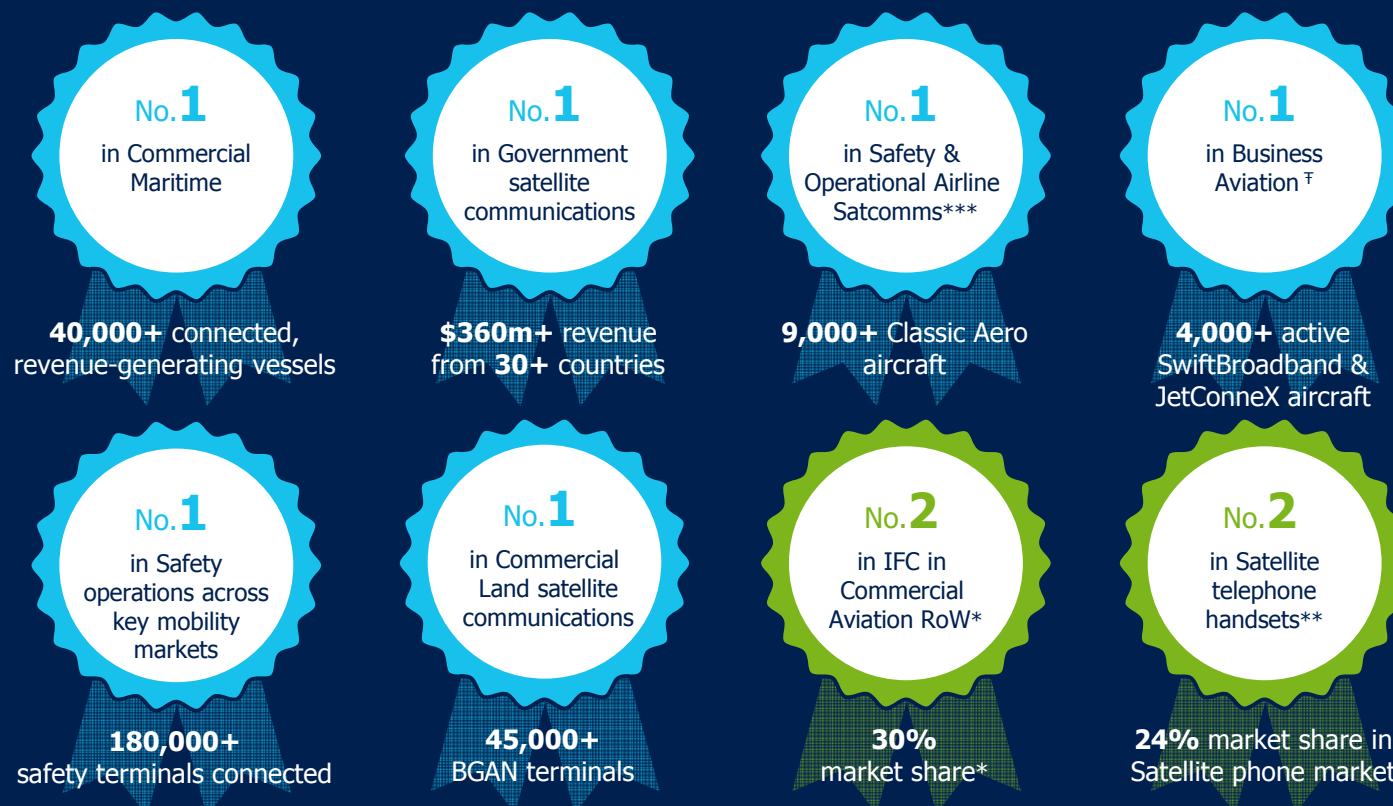 No.1
in Commercial
Maritime
40,000+ connected,
revenue-generating vessels
No.1
in Government
satellite
communications
$360m+ revenue
from 30+ countries
No.1
in Safety &
Operational Airline
Satcomms***
9,000+ Classic Aero
aircraft
No.1
in Business
Aviation Ŧ
4,000+ active
SwiftBroadband &
JetConneX aircraft
No.1
in Safety
operations across
key mobility
markets
180,000+
safety terminals connected
No.1
in Commercial
Land satellite
communications
45,000+
BGAN terminals
No.2
in IFC in
Commercial
Aviation RoW*
30%
market share*
No.2
in Satellite
telephone
handsets**
24% market share in
Satellite phone market